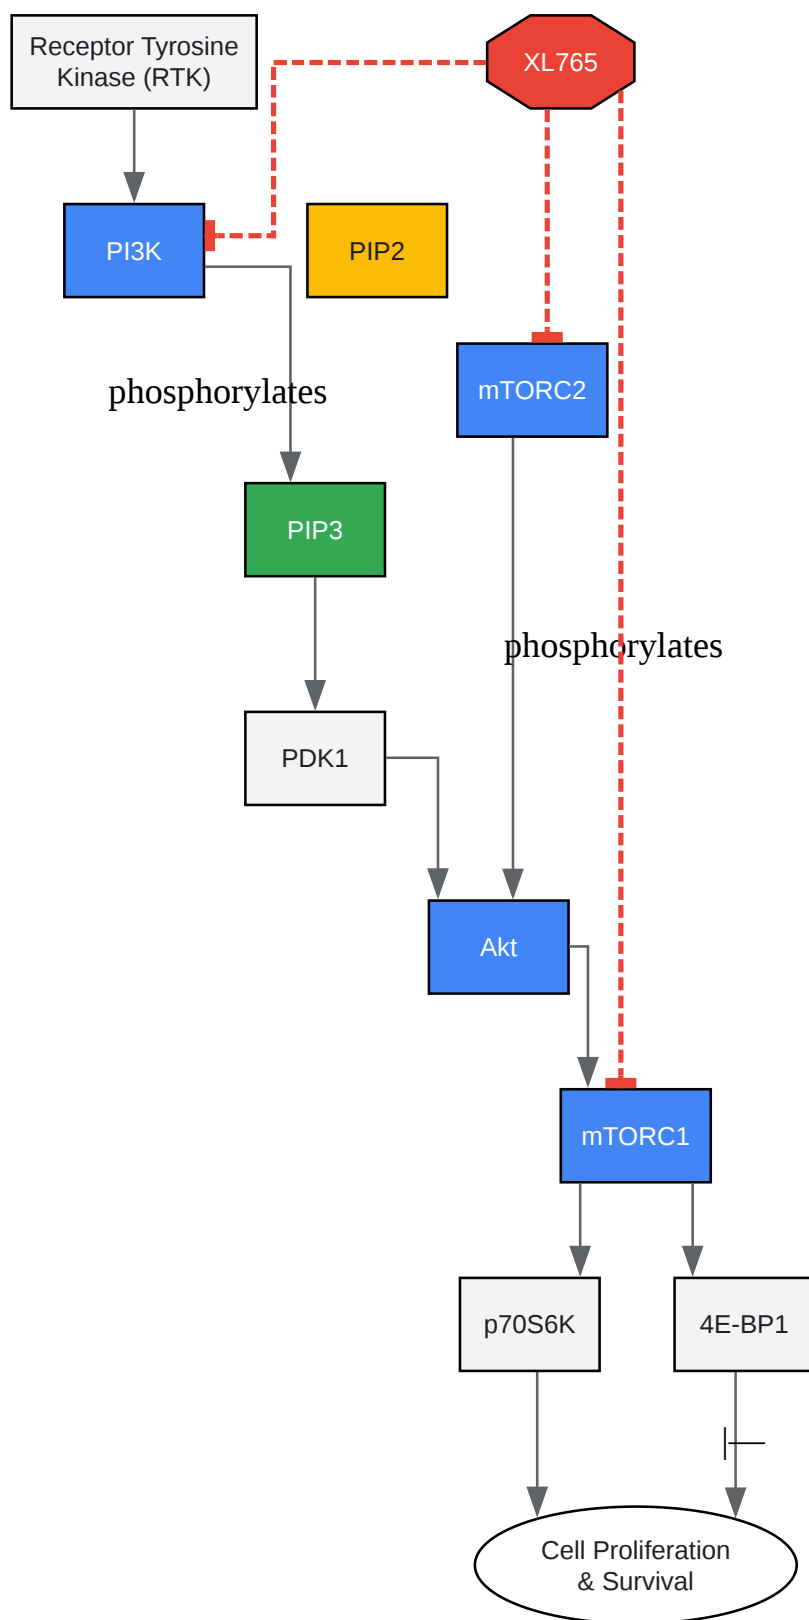 Receptor Tyrosine
Kinase (RTK)
XL765
PI3K
PIP2
phosphorylates
mTORC2
PIP3
phosphorylates
PDK1
Akt
mTORC1
p70S6K
4E-BP1
Cell Proliferation
& Survival